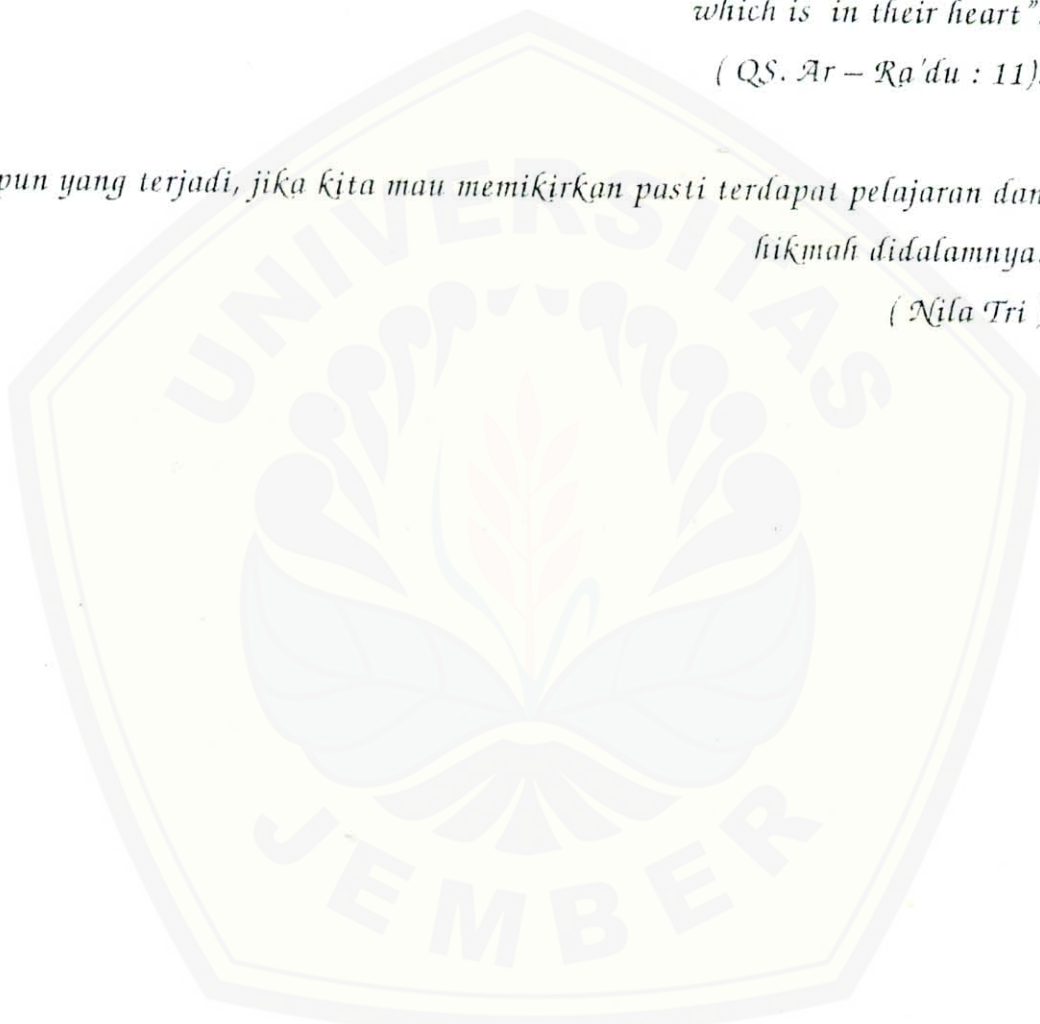 which is in their heart".
( QS. Ar – Ra'du : 11).
pun yang terjadi, jika kita mau memikirkan pasti terdapat pelajaran dan
hikmah didalamnya.
( Nila Tri )
UNIVERSITAS
JEMBER